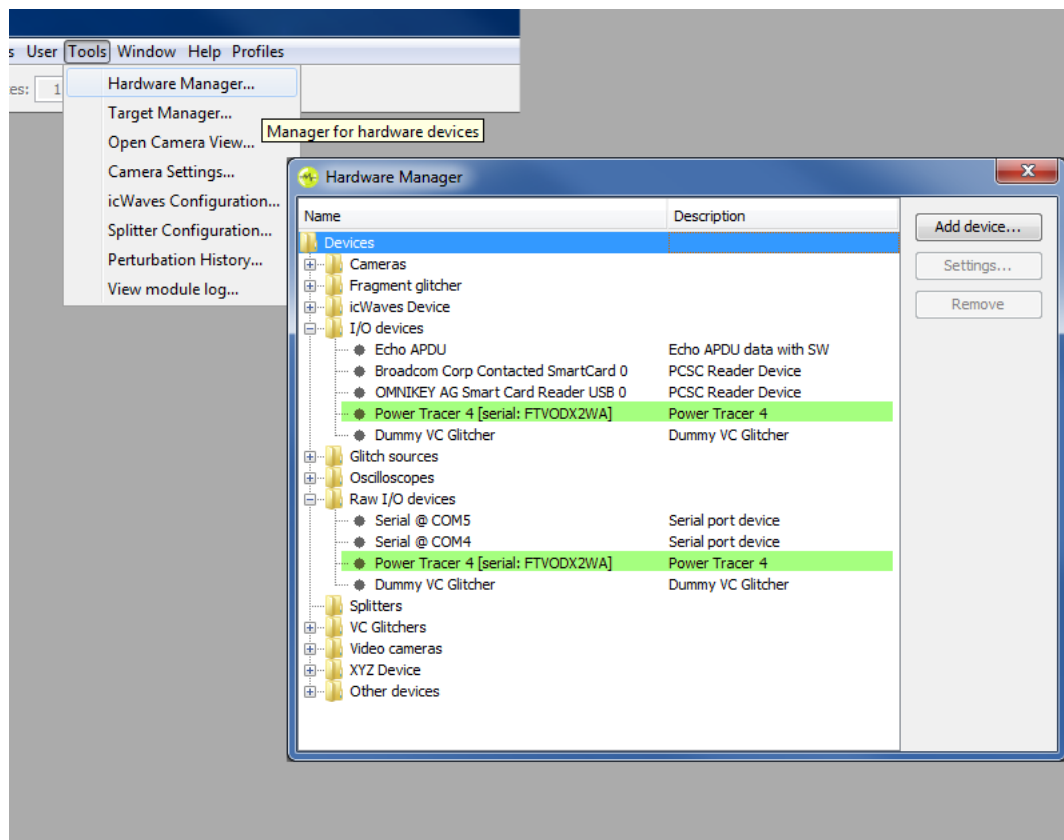 s User Tools Window Help Profiles
es: 1
Hardware Manager...
Target Manager...
Manager for hardware devices
Open Camera View...
Camera Settings...
icWaves Configuration...
Splitter Configuration...
Perturbation History...
View module log...
Hardware Manager
Name Description
Add device...
Settings...
Remove
Devices
Cameras
Fragment glitcher
icWaves Device
I/O devices
Echo APDU Echo APDU data with SW
Broadcom Corp Contacted SmartCard 0 PCSC Reader Device
OMNIKEY AG Smart Card Reader USB 0 PCSC Reader Device
Power Tracer 4 [serial: FTVODX2WA] Power Tracer 4
Dummy VC Glitcher Dummy VC Glitcher
Glitch sources
Oscilloscopes
Raw I/O devices
Serial @ COM5 Serial port device
Serial @ COM4 Serial port device
Power Tracer 4 [serial: FTVODX2WA] Power Tracer 4
Dummy VC Glitcher Dummy VC Glitcher
Splitters
VC Glitchers
Video cameras
XYZ Device
Other devices